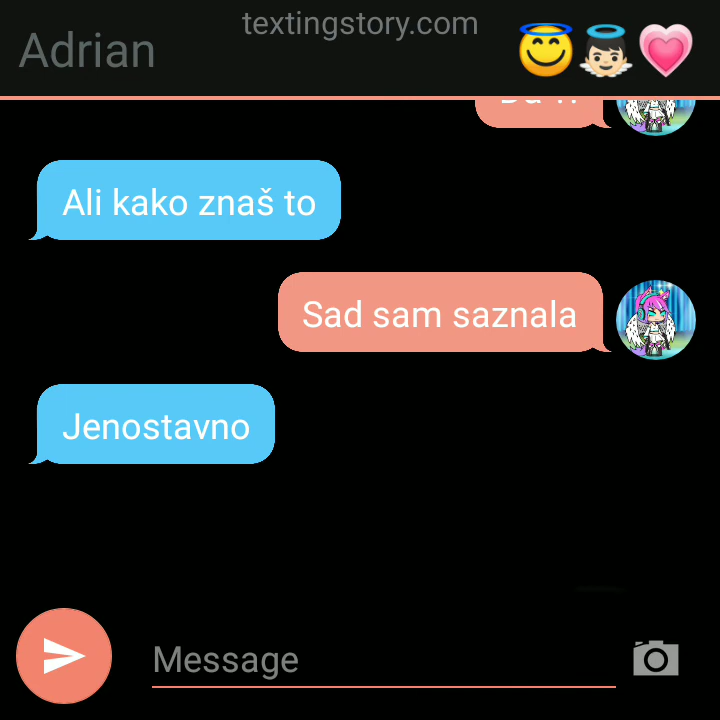 textingstory.com
Adrian
Ali kako znaš to
Sad sam saznala
Jenostavno
Message